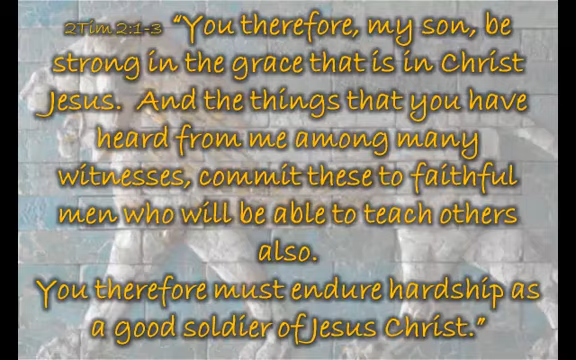 2Tim 2:1-3 “You therefore, my son, be
strong in the grace that is in Christ
Jesus.  And the things that you have
heard from me among many
witnesses, commit these to faithful
men who will be able to teach others
also.
You therefore must endure hardship as
a good soldier of Jesus Christ.”